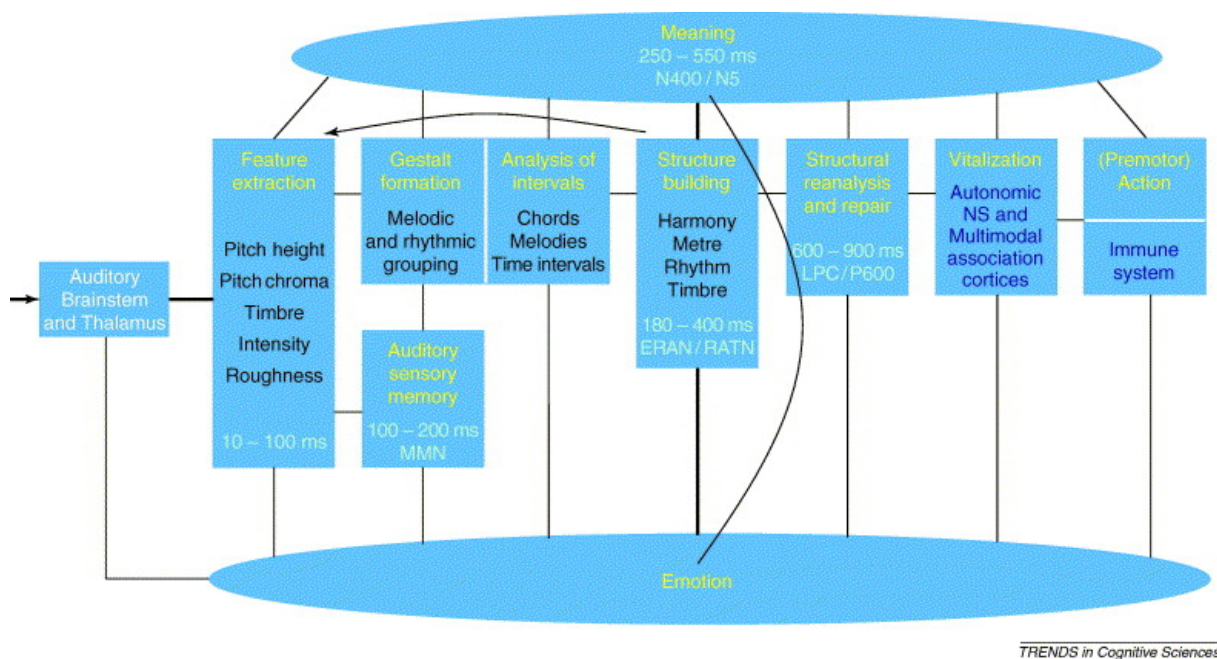 Meaning
250 – 550 ms
N400 / N5
Feature
extraction
Pitch height
Pitch chroma
Timbre
Intensity
Roughness
10 – 100 ms
Gestalt
formation
Melodic
and rhythmic
grouping
Analysis of
intervals
Chords
Melodies
Time intervals
Structure
building
Harmony
Metre
Rhythm
Timbre
180 – 400 ms
ERAN / RATN
Structural
reanalysis
and repair
600 – 900 ms
LPC / P600
Vitalization
Autonomic
NS and
Multimodal
association
cortices
(Premotor)
Action
Immune
system
Auditory
Brainstem
and Thalamus
Auditory
sensory
memory
100 – 200 ms
MMN
Emotion
TRENDS in Cognitive Sciences